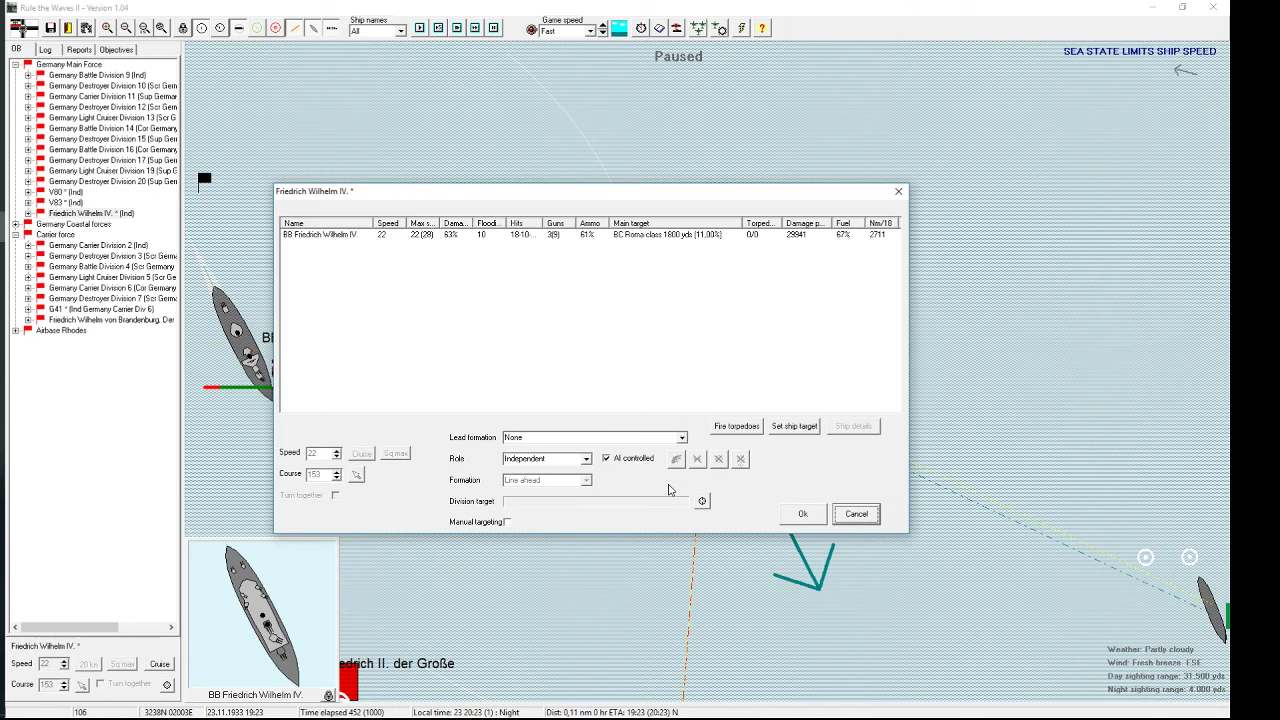 Rule the Waves II - Version 1.04
Ship names
All
Game speed
Fast
OB Log Reports Objectives
Paused
SEA STATE LIMITS SHIP SPEED
Germany Main Force
Germany Battle Division 9 (Ind)
Germany Destroyer Division 10 (Scr Germ
Germany Carrier Division 11 (Sup German
Germany Destroyer Division 12 (Scr Germ
Germany Light Cruiser Division 13 (Scr G
Germany Battle Division 14 (Cor Germany
Germany Destroyer Division 15 (Sup Germ
Germany Battle Division 16 (Cor Germany
Germany Destroyer Division 17 (Sup Germ
Germany Light Cruiser Division 19 (Sup G
Germany Destroyer Division 20 (Sup Germ
V80 * (Ind)
V83 * (Ind)
Friedrich Wilhelm IV. * (Ind)
Germany Coastal forces
Carrier force
Germany Carrier Division 2 (Ind)
Germany Destroyer Division 3 (Scr Germa
Germany Battle Division 4 (Cor Germany
Germany Light Cruiser Division 5 (Scr Ge
Germany Carrier Division 6 (Cor Germany
Germany Destroyer Division 7 (Scr Germa
G41 * (Ind Germany Carrier Div 6)
Friedrich Wilhelm von Brandenburg, Der
Airbase Rhodes
Friedrich Wilhelm IV. *
Name Speed Max s... Dama... Floodi... Hits Guns Ammo Main target Torped... Damage p... Fuel Nm/18
BB Friedrich Wilhelm IV. 22 22 (28) 63% 10 18-10-... 3(9) 61% BC Roma class 1800 yds (11,00%) 0/0 29941 67% 2711
Fire torpedoes Set ship target Ship details
Lead formation None
Speed 22 Cruise Sq max
Role Independent AI controlled
Course 153
Formation Line ahead
Turn together
Division target
Manual targeting
Ok Cancel
BB
edrich II. der Große
BB Friedrich Wilhelm IV.
Friedrich Wilhelm IV. *
Speed 22 20 kn Sq max Cruise
Course 153 Turn together
Weather: Partly cloudy
Wind: Fresh breeze ESE
Day sighting range: 31.500 yds
Night sighting range: 4.000 yds
106 3238N 02003E 23.11.1933 19:23 Time elapsed 452 (1000) Local time: 23 20:23 (1) : Night Dist: 0,11 nm 0 hr ETA: 19:23 (20:23) N